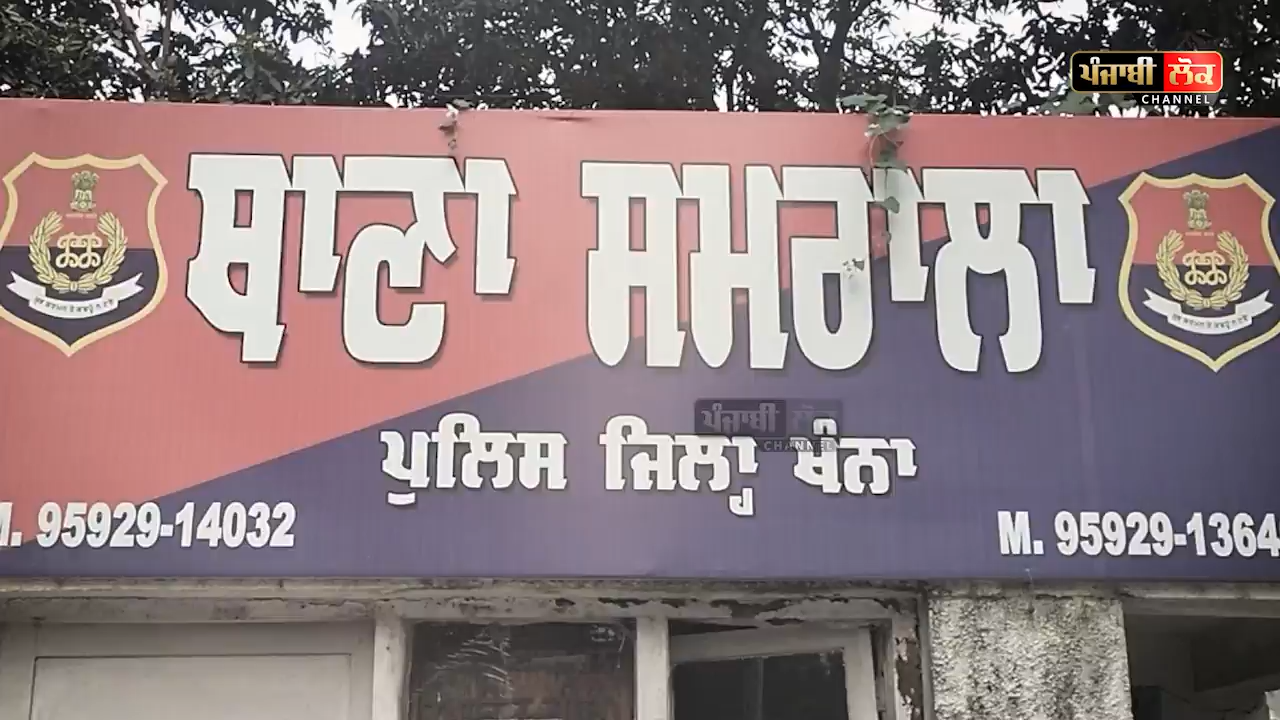 ਪੰਜਾਬੀ ਲੋਕ
CHANNEL
ਥਾਣਾ ਸਮਰਾਲਾ
ਪੁਲਿਸ ਜਿਲ੍ਹਾ ਖੰਨਾ
ਪੰਜਾਬੀ ਲੋਕ
CHANNEL
M. 95929-14032
M. 95929-1364